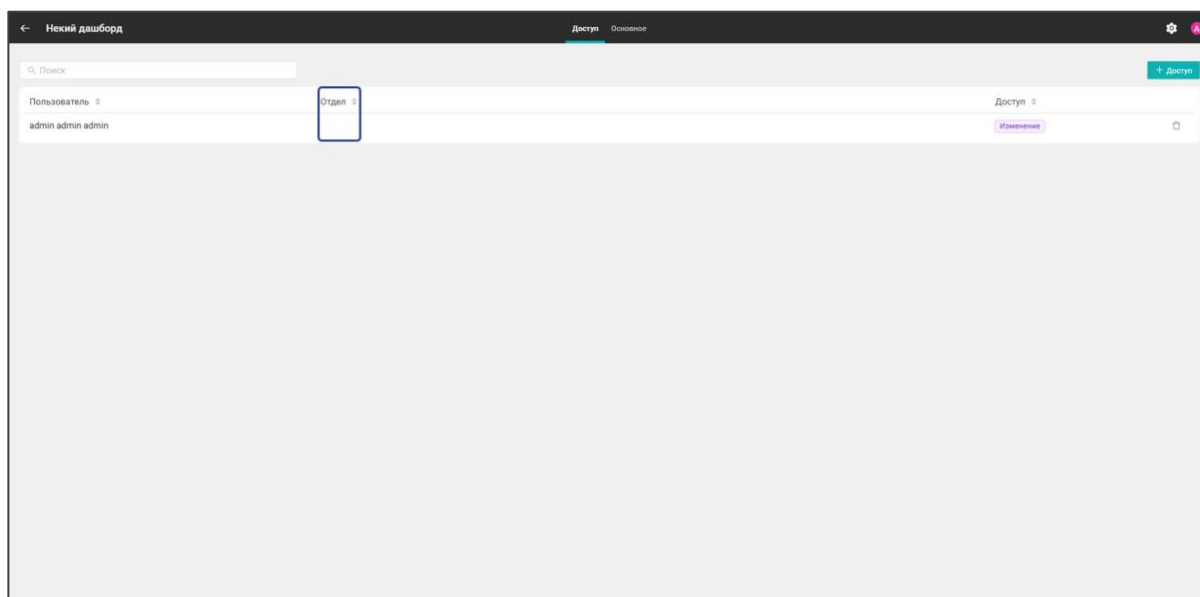 Некий дашборд
Доступ Основное
А
Поиск
+ Доступ
Пользователь Отдел Доступ
admin admin admin Изменение